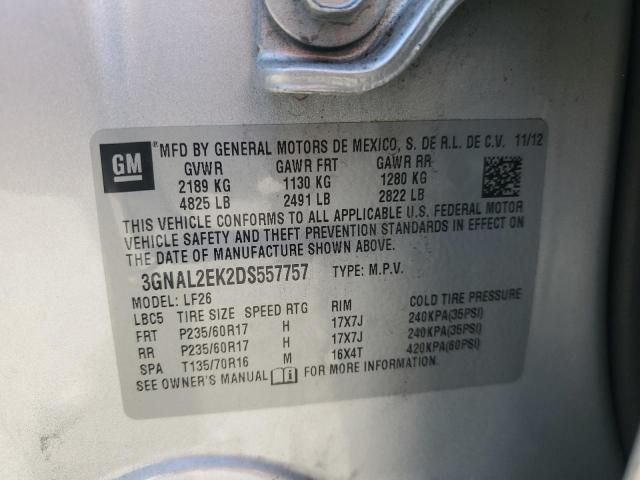 GM
® MFD BY GENERAL MOTORS DE MEXICO, S. DE R.L. DE C.V. 11/12
GVWR GAWR FRT GAWR RR
2189 KG 1130 KG 1280 KG
4825 LB 2491 LB 2822 LB
THIS VEHICLE CONFORMS TO ALL APPLICABLE U.S. FEDERAL MOTOR
VEHICLE SAFETY AND THEFT PREVENTION STANDARDS IN EFFECT ON
THE DATE OF MANUFACTURE SHOWN ABOVE.
3GNAL2EK2DS557757 TYPE: M.P.V.
MODEL: LF26
LBC5 TIRE SIZE SPEED RTG RIM COLD TIRE PRESSURE
FRT P235/60R17 H 17X7J 240KPA(35PSI)
RR P235/60R17 H 17X7J 240KPA(35PSI)
SPA T135/70R16 M 16X4T 420KPA(60PSI)
SEE OWNER'S MANUAL FOR MORE INFORMATION.